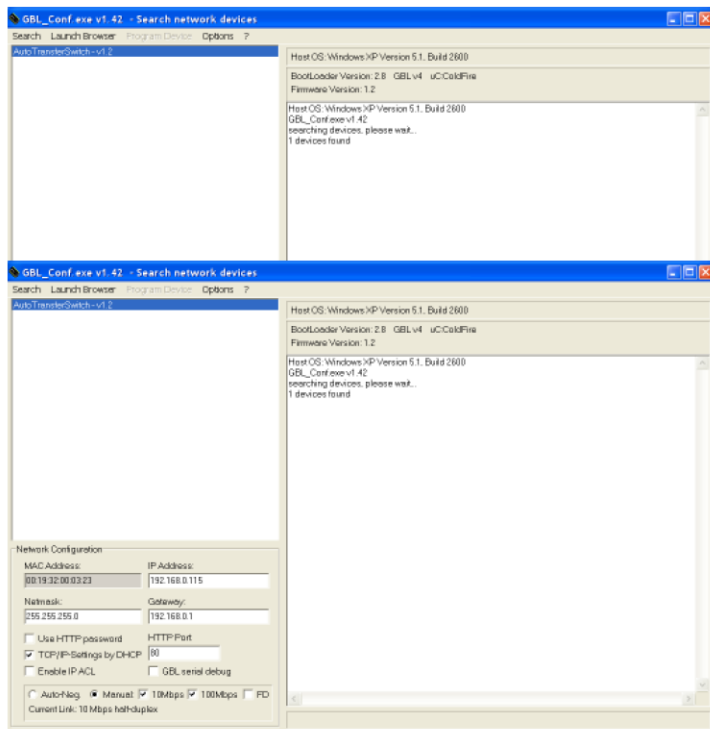 GBL_Conf.exe v1.42 - Search network devices
Search Launch Browser Program Device Options ?
AutoTransferSwitch - v1.2
Host OS: Windows XP Version 5.1, Build 2600
BootLoader Version: 2.8 GBL v4 uC:ColdFire
Firmware Version: 1.2
Host OS: Windows XP Version 5.1, Build 2600
GBL_Conf.exe v1.42
searching devices, please wait...
1 devices found
GBL_Conf.exe v1.42 - Search network devices
Search Launch Browser Program Device Options ?
AutoTransferSwitch - v1.2
Host OS: Windows XP Version 5.1, Build 2600
BootLoader Version: 2.8 GBL v4 uC:ColdFire
Firmware Version: 1.2
Host OS: Windows XP Version 5.1, Build 2600
GBL_Conf.exe v1.42
searching devices, please wait...
1 devices found
Network Configuration
MAC Address: IP Address:
00:19:32:00:03:23 192.168.0.115
Netmask: Gateway:
255.255.255.0 192.168.0.1
Use HTTP password HTTP Port
TCP/IP-Settings by DHCP 80
Enable IP ACL GBL serial debug
Auto-Neg. Manual: 10Mbps 100Mbps FD
Current Link: 10 Mbps half-duplex